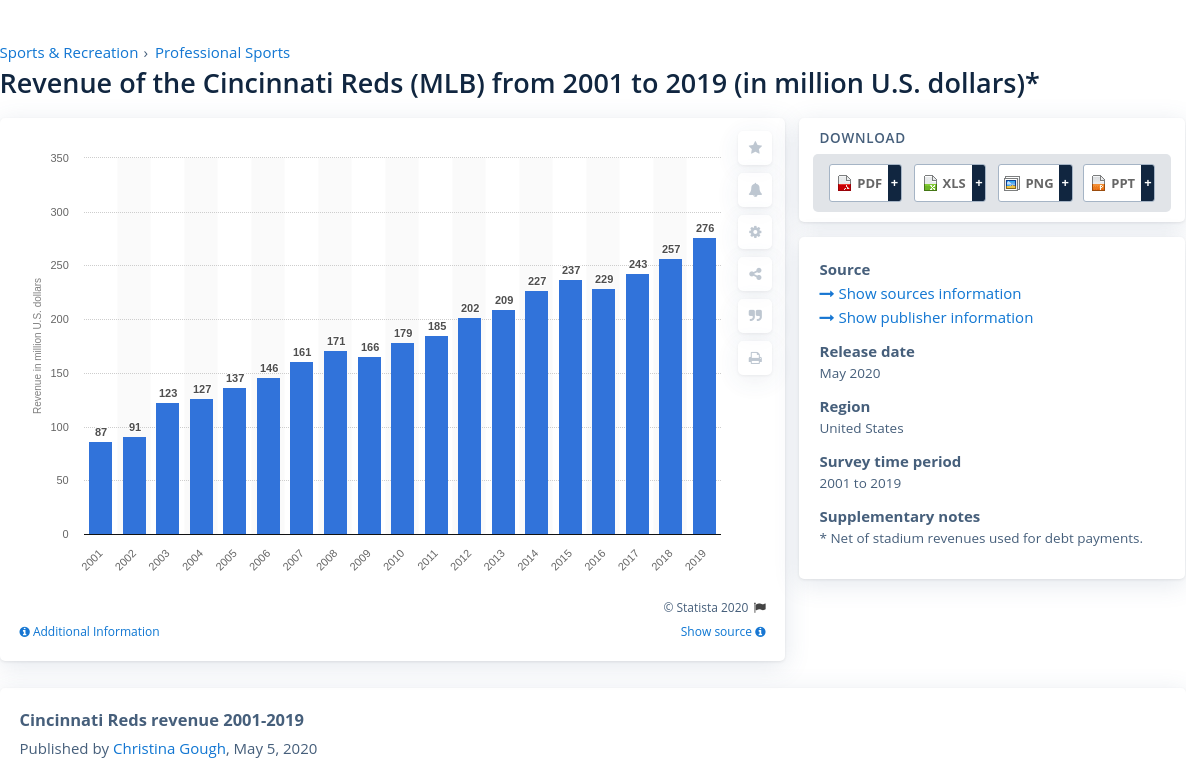 Sports & Recreation › Professional Sports
Revenue of the Cincinnati Reds (MLB) from 2001 to 2019 (in million U.S. dollars)*
Revenue in million U.S. dollars
350
300
250
200
150
100
50
0
87
91
123
127
137
146
161
171
166
179
185
202
209
227
237
229
243
257
276
2001
2002
2003
2004
2005
2006
2007
2008
2009
2010
2011
2012
2013
2014
2015
2016
2017
2018
2019
© Statista 2020
Additional Information
Show source
DOWNLOAD
PDF + XLS + PNG + PPT +
Source
Show sources information
Show publisher information
Release date
May 2020
Region
United States
Survey time period
2001 to 2019
Supplementary notes
* Net of stadium revenues used for debt payments.
Cincinnati Reds revenue 2001-2019
Published by Christina Gough, May 5, 2020